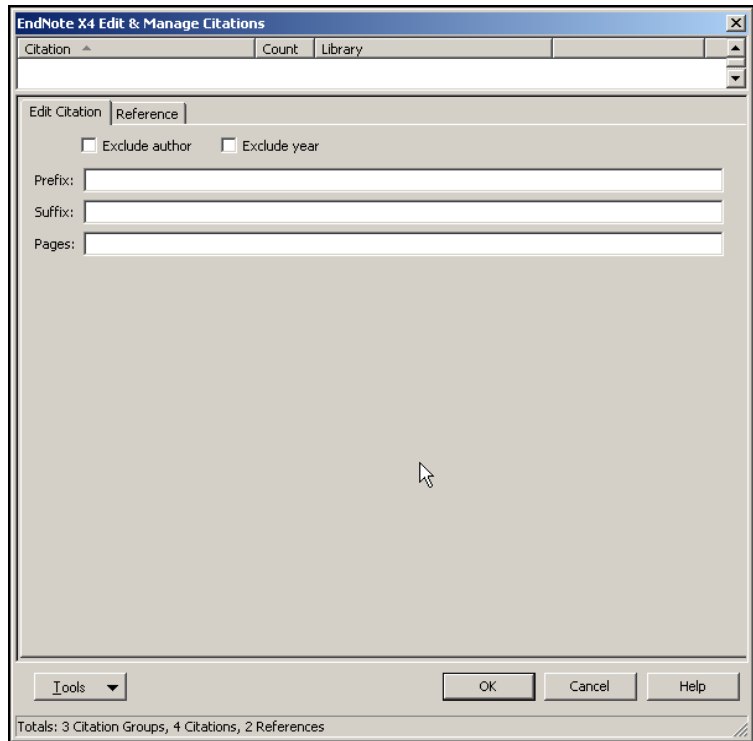 EndNote X4 Edit & Manage Citations
Citation Count Library
Edit Citation Reference
Exclude author Exclude year
Prefix:
Suffix:
Pages:
Tools OK Cancel Help
Totals: 3 Citation Groups, 4 Citations, 2 References